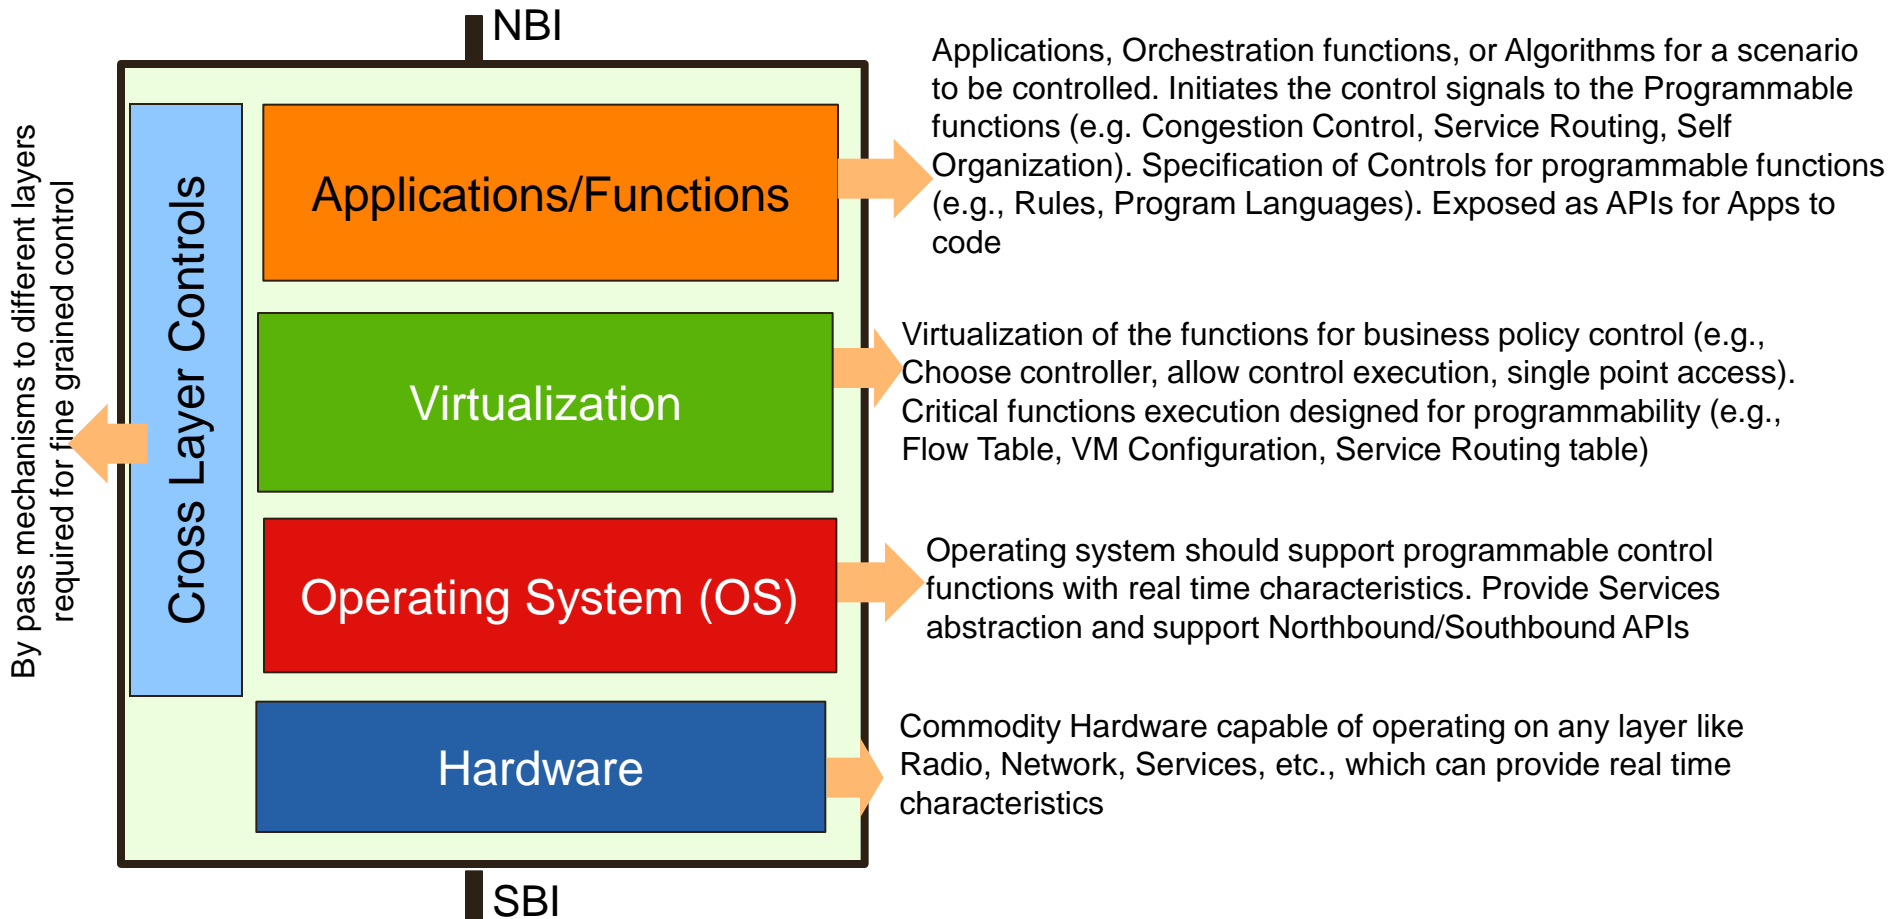 NBI
Applications, Orchestration functions, or Algorithms for a scenario
to be controlled. Initiates the control signals to the Programmable
functions (e.g. Congestion Control, Service Routing, Self
Organization). Specification of Controls for programmable functions
(e.g., Rules, Program Languages). Exposed as APIs for Apps to
code
Applications/Functions
Virtualization of the functions for business policy control (e.g.,
Choose controller, allow control execution, single point access).
Critical functions execution designed for programmability (e.g.,
Flow Table, VM Configuration, Service Routing table)
Virtualization
By pass mechanisms to different layers
required for fine grained control
Cross Layer Controls
Operating system should support programmable control
functions with real time characteristics. Provide Services
abstraction and support Northbound/Southbound APIs
Operating System (OS)
Commodity Hardware capable of operating on any layer like
Radio, Network, Services, etc., which can provide real time
characteristics
Hardware
SBI